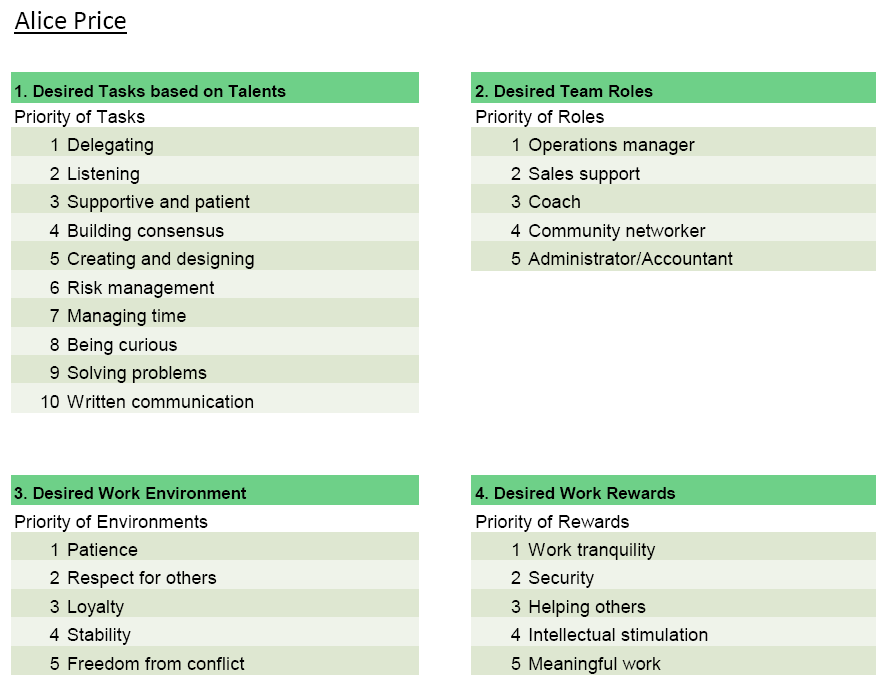 Alice Price
1. Desired Tasks based on Talents
Priority of Tasks
1 Delegating
2 Listening
3 Supportive and patient
4 Building consensus
5 Creating and designing
6 Risk management
7 Managing time
8 Being curious
9 Solving problems
10 Written communication
2. Desired Team Roles
Priority of Roles
1 Operations manager
2 Sales support
3 Coach
4 Community networker
5 Administrator/Accountant
3. Desired Work Environment
Priority of Environments
1 Patience
2 Respect for others
3 Loyalty
4 Stability
5 Freedom from conflict
4. Desired Work Rewards
Priority of Rewards
1 Work tranquility
2 Security
3 Helping others
4 Intellectual stimulation
5 Meaningful work